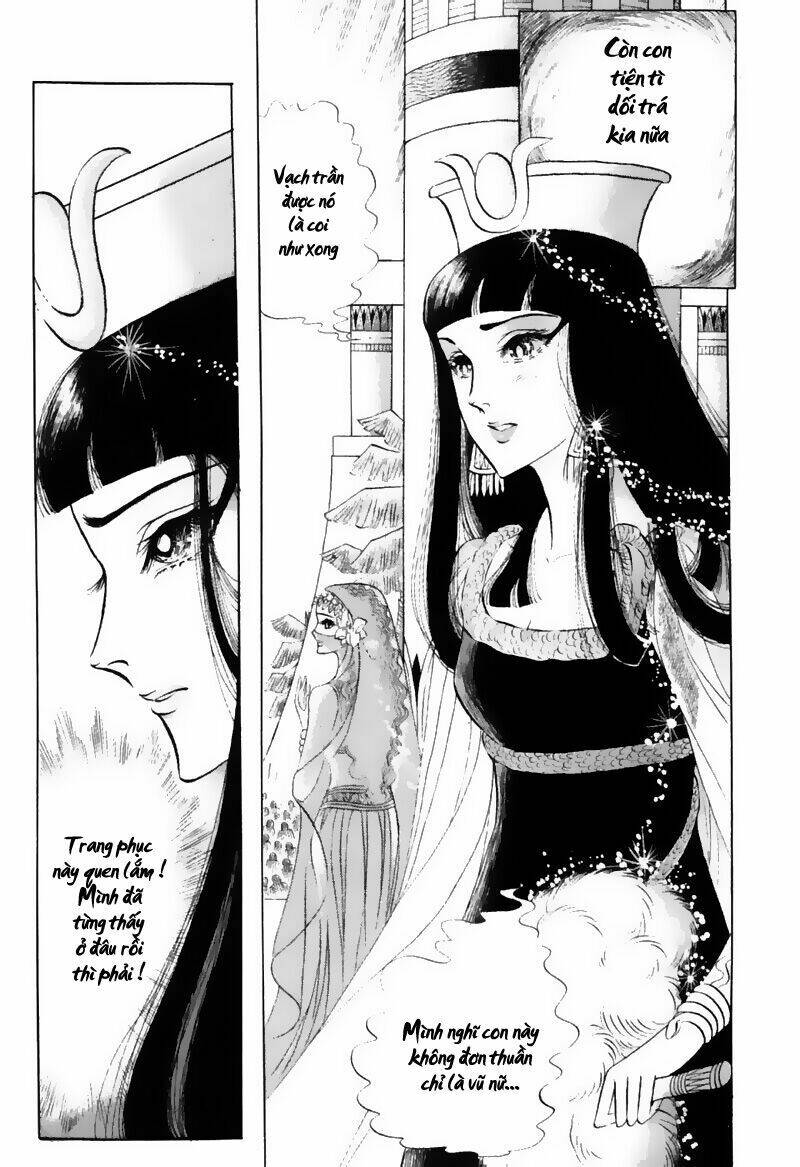 Còn con
tiện tì
dối trá
kia nữa
Vạch trần
được nó
là coi
như xong
Mình nghĩ con này
không đơn thuần
chỉ là vũ nữ...
Trang phục
này quen lắm!
Mình đã
từng thấy
ở đâu rồi
thì phải!